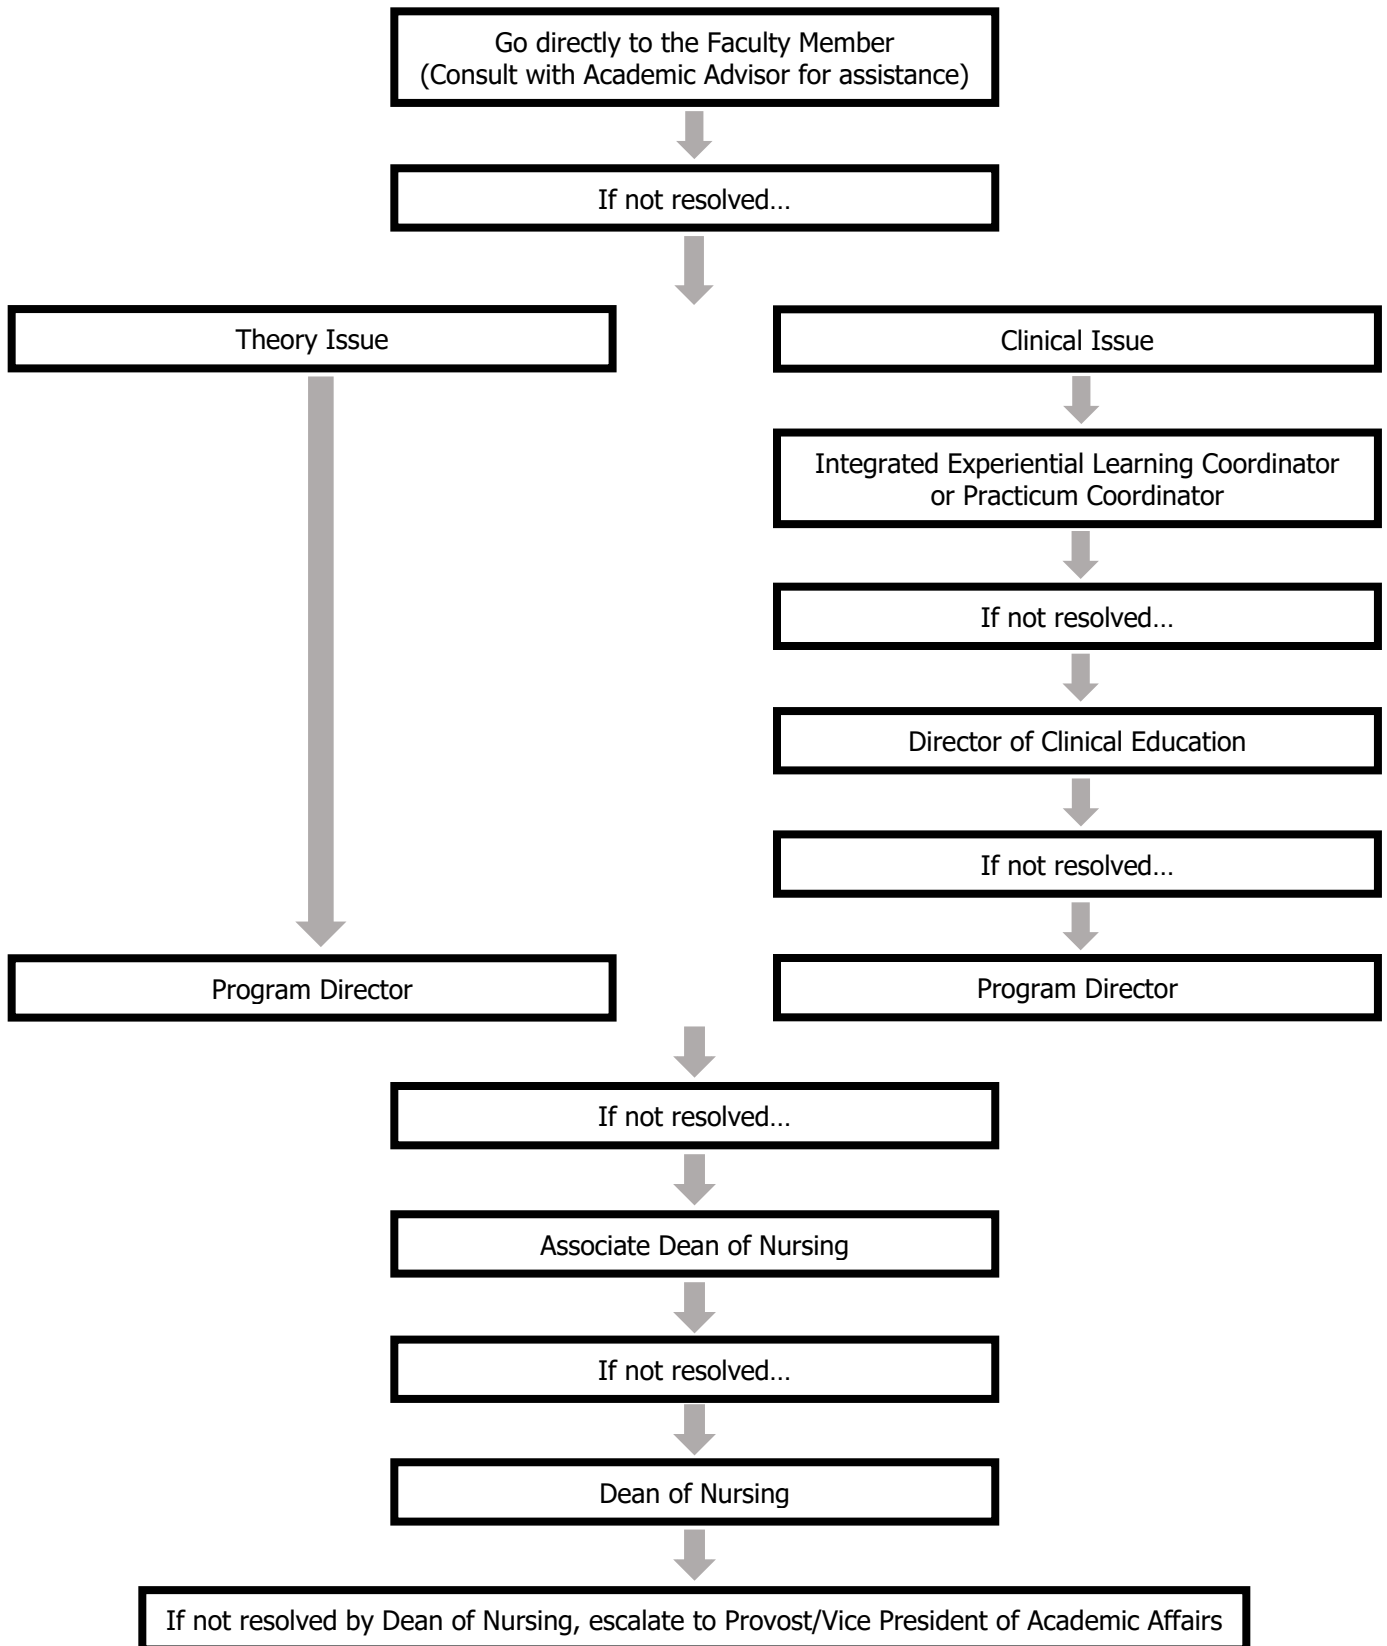 Go directly to the Faculty Member
(Consult with Academic Advisor for assistance)
If not resolved…
Theory Issue
Clinical Issue
Integrated Experiential Learning Coordinator
or Practicum Coordinator
If not resolved…
Director of Clinical Education
If not resolved…
Program Director
Program Director
If not resolved…
Associate Dean of Nursing
If not resolved…
Dean of Nursing
If not resolved by Dean of Nursing, escalate to Provost/Vice President of Academic Affairs